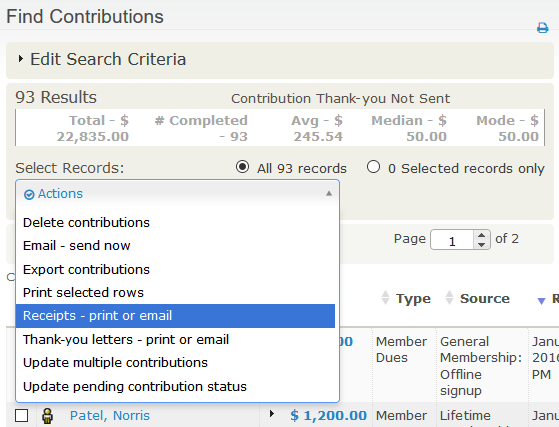 Find Contributions
Edit Search Criteria
93 Results
Contribution Thank-you Not Sent
Total - $ 22,835.00
# Completed - 93
Avg - $ 245.54
Median - $ 50.00
Mode - $ 50.00
Select Records:
All 93 records
0 Selected records only
Actions
Delete contributions
Email - send now
Export contributions
Print selected rows
Receipts - print or email
Thank-you letters - print or email
Update multiple contributions
Update pending contribution status
Page 1 of 2
Type
Source
Member
Dues
General
Membership:
Offline
signup
PM
Patel, Norris
$ 1,200.00
Member
Lifetime